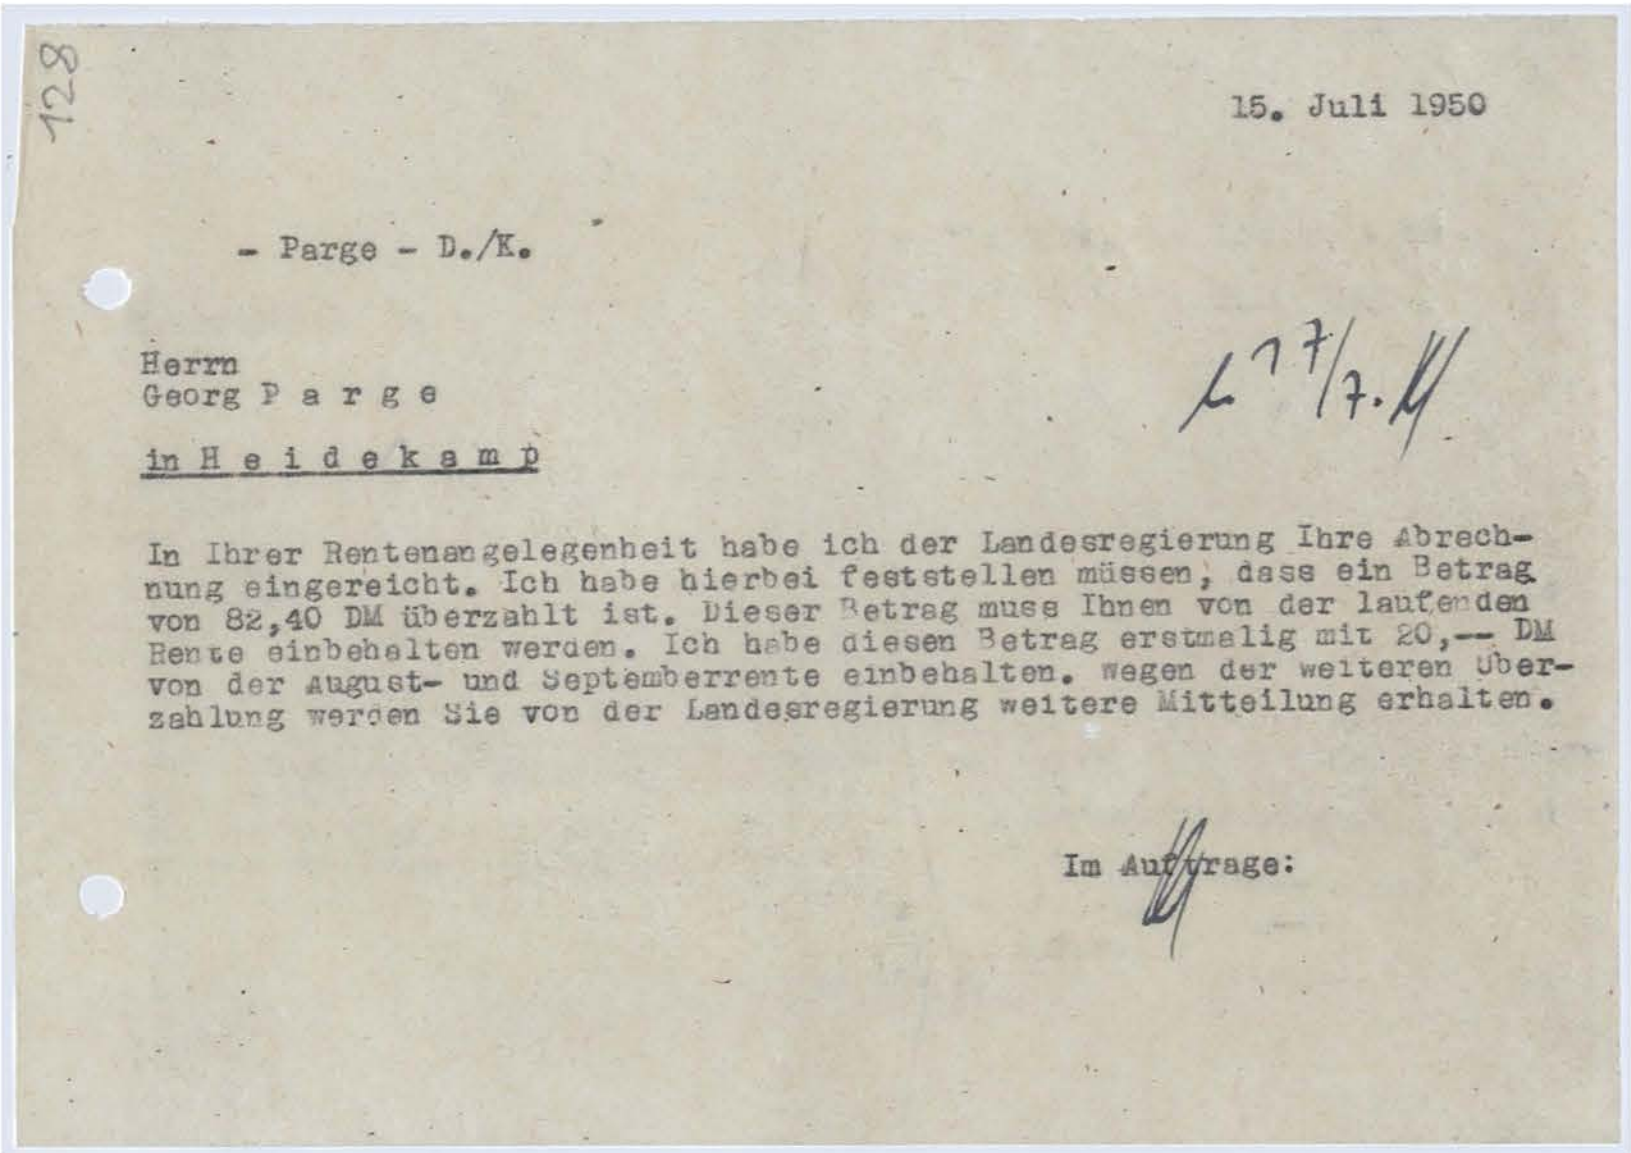 128
15. Juli 1950
- Parge - D./K.
Herrn
Georg P a r g e
17/7.
in H e i d e k a m p
In Ihrer Rentenangelegenheit habe ich der Landesregierung Ihre Abrech-
nung eingereicht. Ich habe hierbei feststellen müssen, dass ein Betrag
von 82,40 DM überzahlt ist. Dieser Betrag muss Ihnen von der laufenden
Rente einbehalten werden. Ich habe diesen Betrag erstmalig mit 20,-- DM
von der August- und Septemberrente einbehalten. wegen der weiteren Über-
zahlung werden Sie von der Landesregierung weitere Mitteilung erhalten.
Im Auftrage: